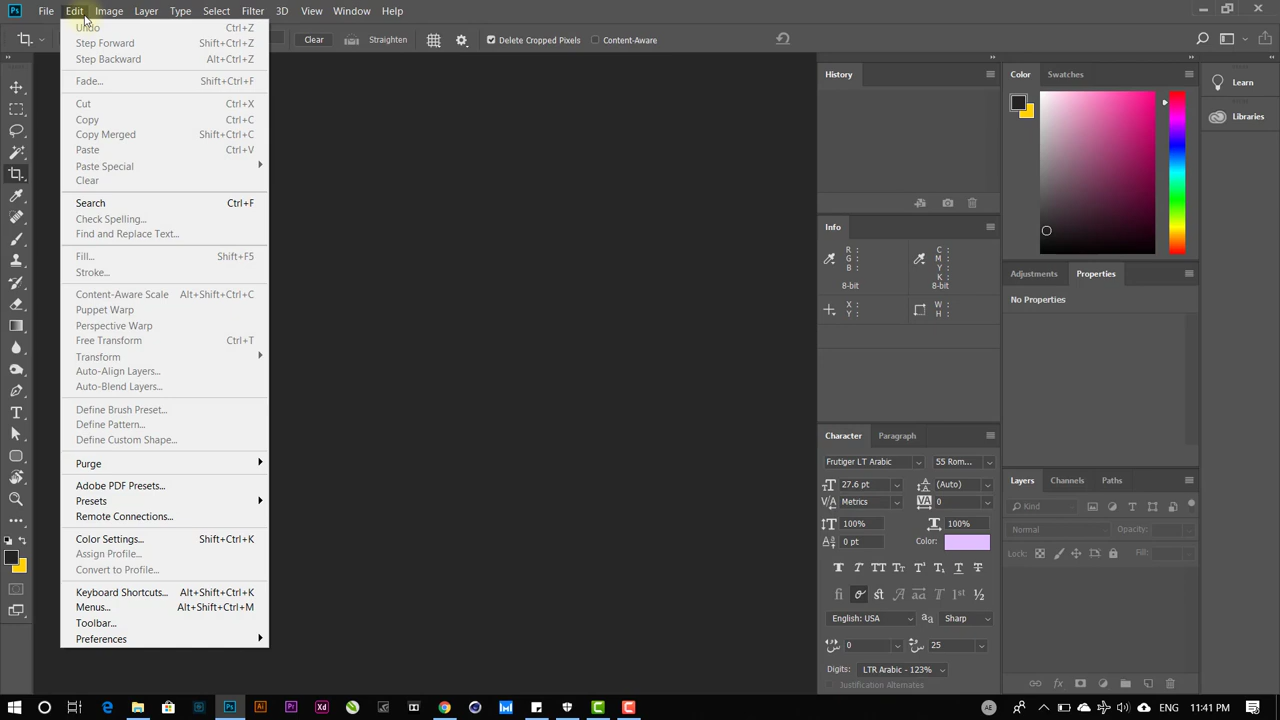 Ps File Edit Image Layer Type Select Filter 3D View Window Help
Clear Straighten Delete Cropped Pixels Content-Aware
Undo Ctrl+Z
Step Forward Shift+Ctrl+Z
Step Backward Alt+Ctrl+Z
Fade... Shift+Ctrl+F
Cut Ctrl+X
Copy Ctrl+C
Copy Merged Shift+Ctrl+C
Paste Ctrl+V
Paste Special
Clear
Search Ctrl+F
Check Spelling...
Find and Replace Text...
Fill... Shift+F5
Stroke...
Content-Aware Scale Alt+Shift+Ctrl+C
Puppet Warp
Perspective Warp
Free Transform Ctrl+T
Transform
Auto-Align Layers...
Auto-Blend Layers...
Define Brush Preset...
Define Pattern...
Define Custom Shape...
Purge
Adobe PDF Presets...
Presets
Remote Connections...
Color Settings... Shift+Ctrl+K
Assign Profile...
Convert to Profile...
Keyboard Shortcuts... Alt+Shift+Ctrl+K
Menus... Alt+Shift+Ctrl+M
Toolbar...
Preferences
History
Info
R : C :
G : M :
B : Y :
K :
8-bit 8-bit
X : W :
Y : H :
Character Paragraph
Frutiger LT Arabic 55 Rom...
27.6 pt (Auto)
Metrics 0
100% 100%
0 pt Color:
English: USA Sharp
0 25
Digits: LTR Arabic - 123%
Justification Alternates
Color Swatches
Adjustments Properties
No Properties
Layers Channels Paths
Kind
Normal Opacity:
Lock: Fill:
Learn
Libraries
Ps Ai Pr Xd AE ENG 11:41 PM